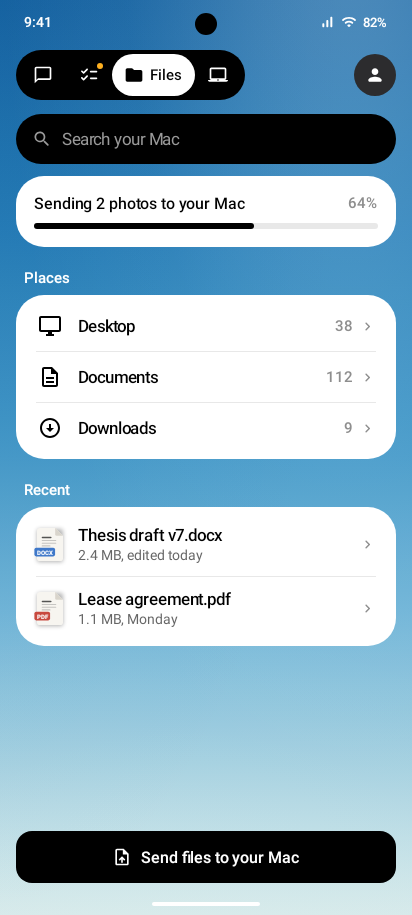 9:41
82%
Files
Search your Mac
Sending 2 photos to your Mac
64%
Places
Desktop
38
Documents
112
Downloads
9
Recent
DOCX
Thesis draft v7.docx
2.4 MB, edited today
PDF
Lease agreement.pdf
1.1 MB, Monday
Send files to your Mac